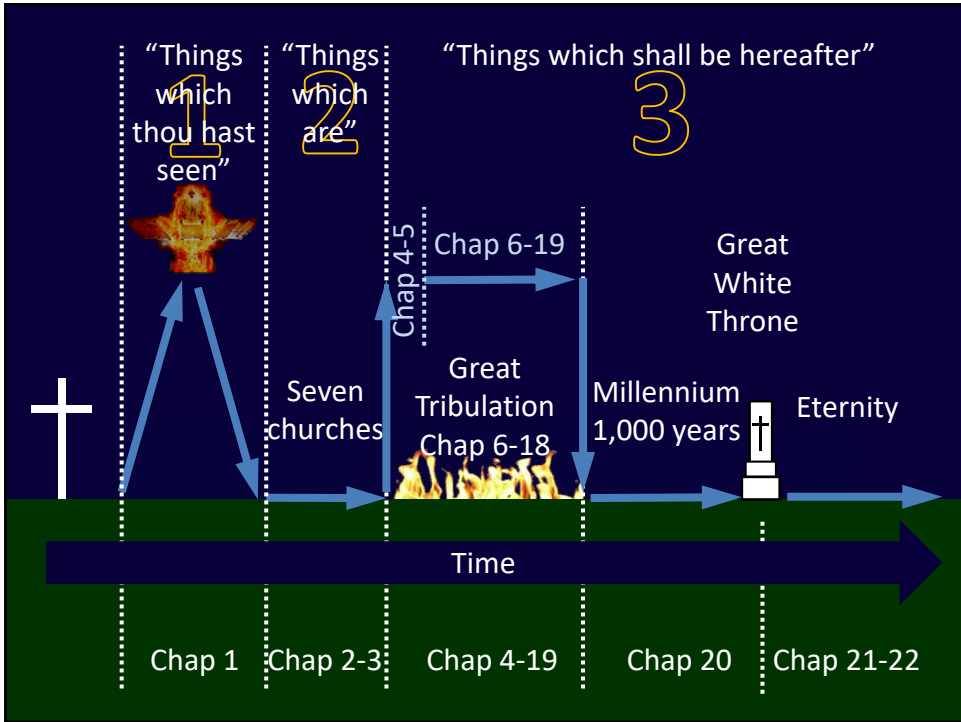 “Things
which
thou hast
seen”
1
“Things
which
are”
2
“Things which shall be hereafter”
3
Chap 4-5
Chap 6-19
Great
White
Throne
Seven
churches
Great
Tribulation
Chap 6-18
Millennium
1,000 years
Eternity
Time
Chap 1
Chap 2-3
Chap 4-19
Chap 20
Chap 21-22